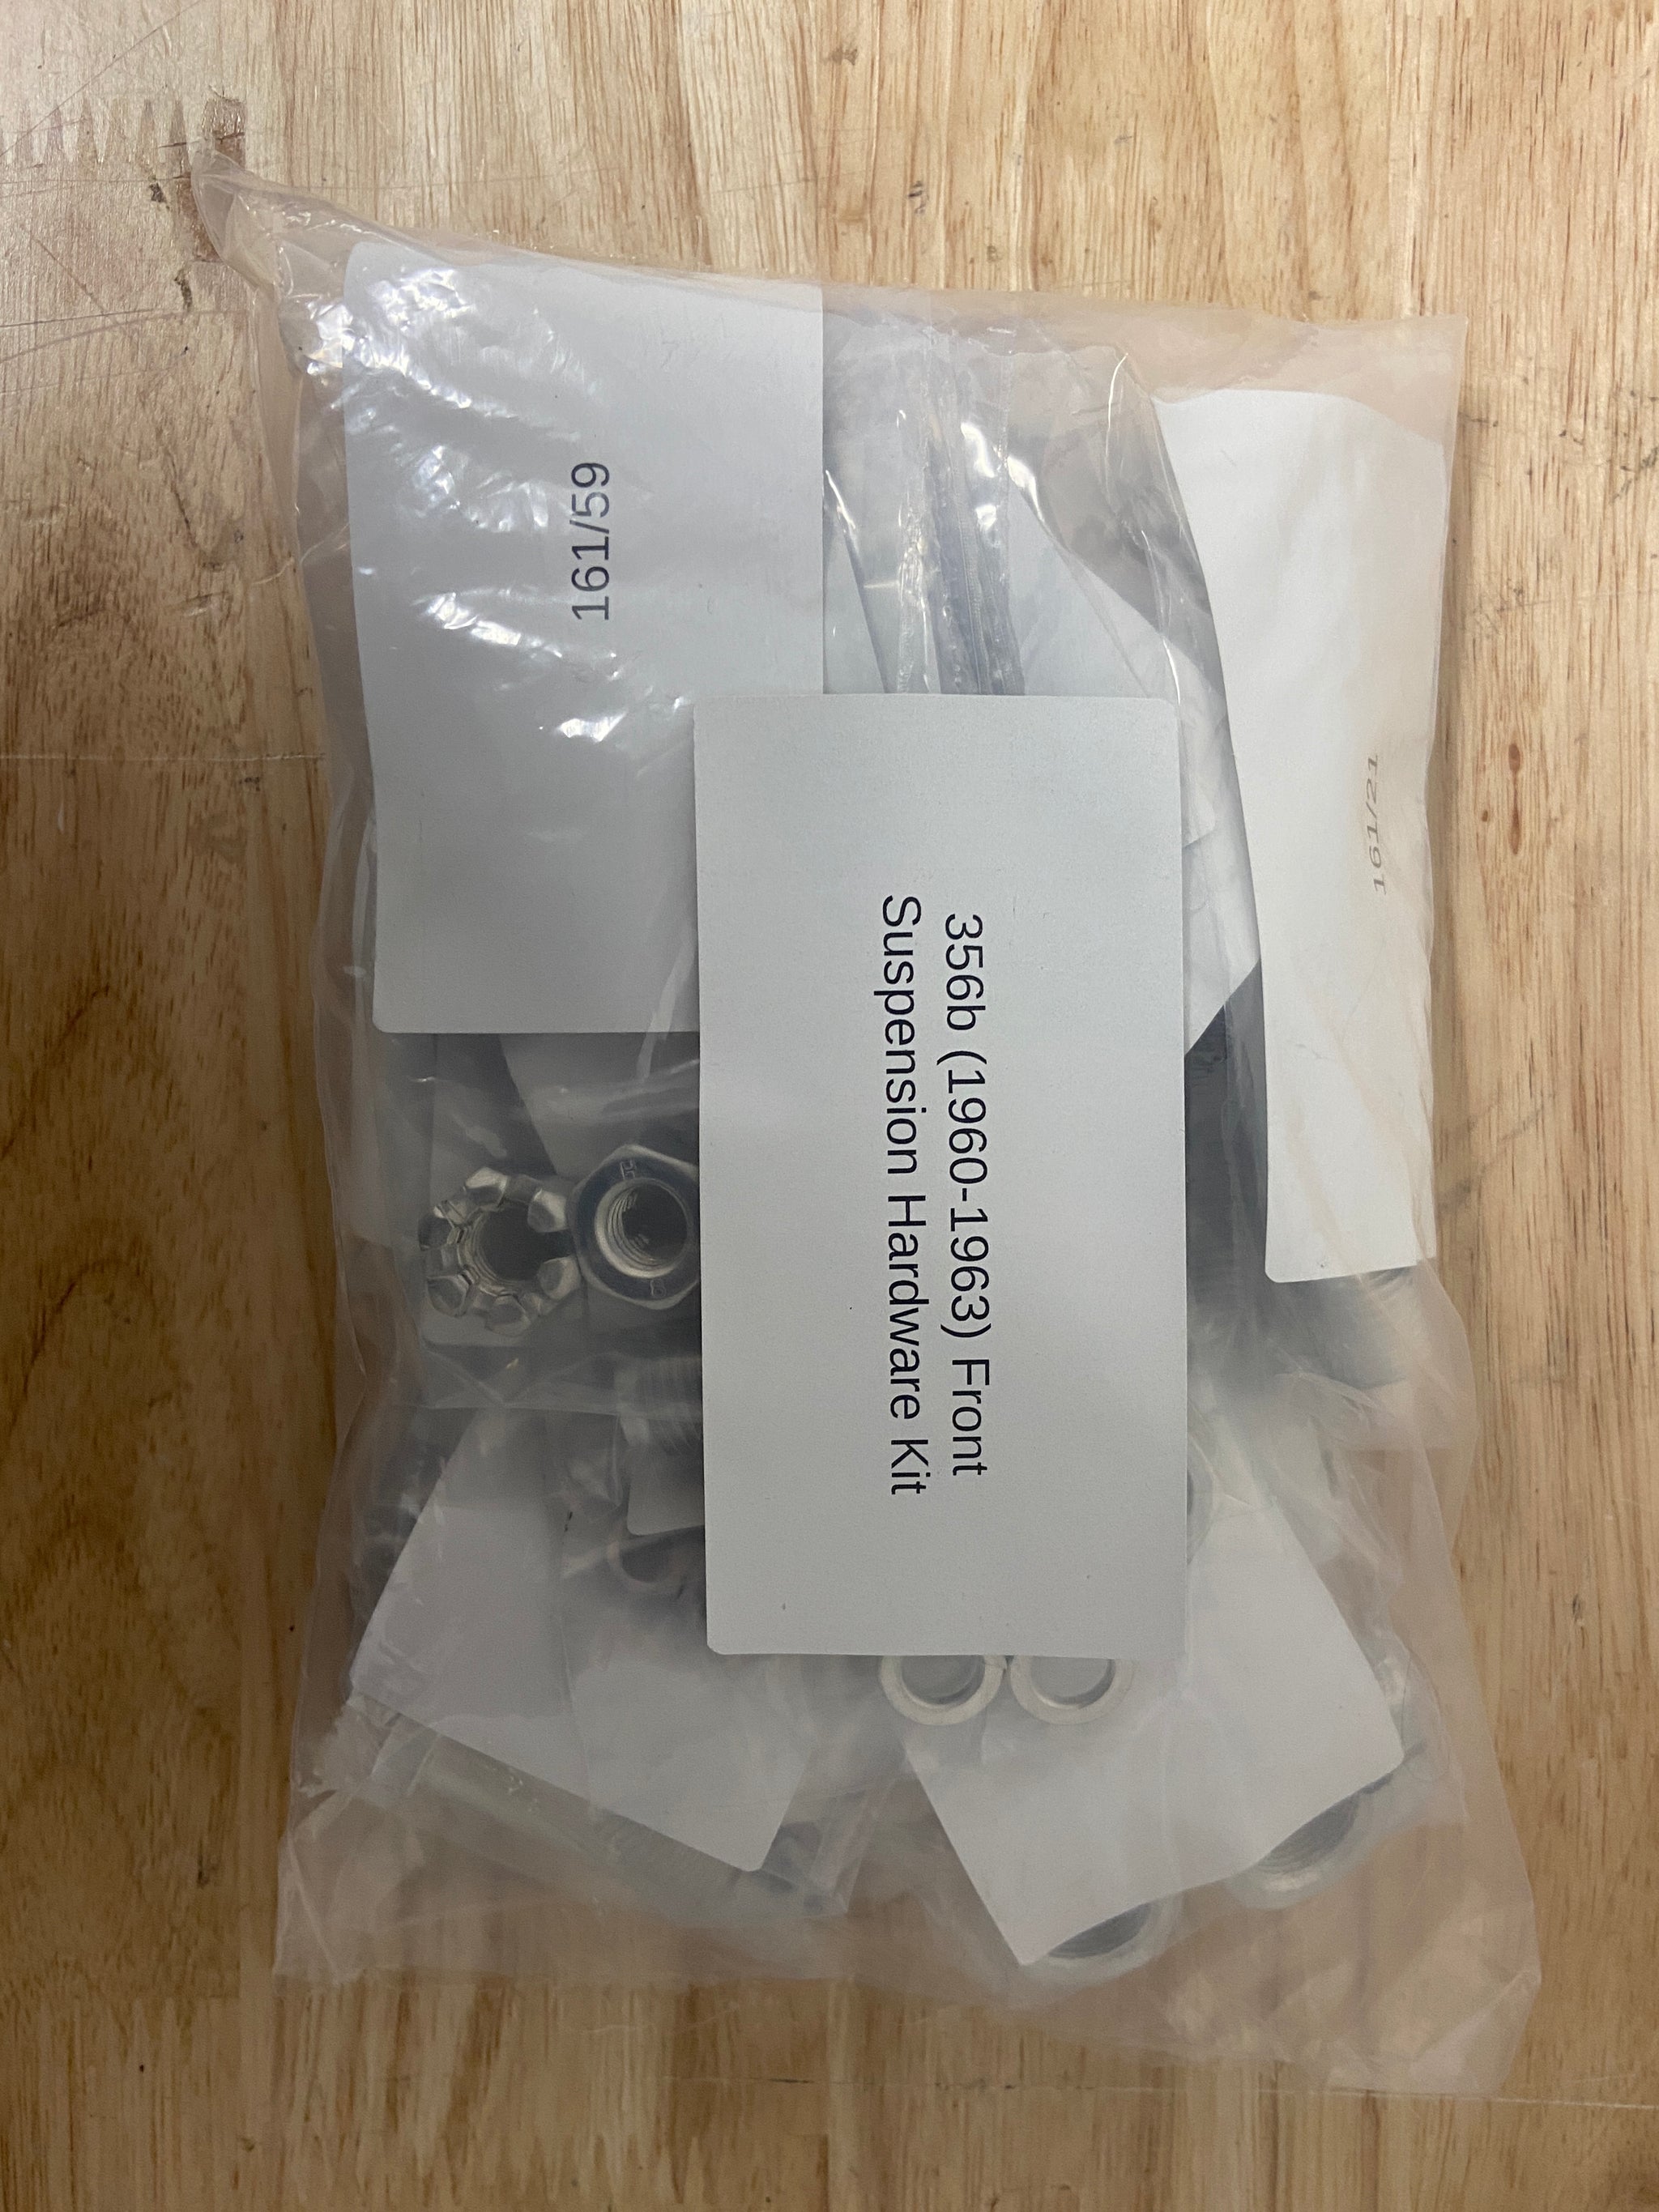 161/59
356b (1960-1963) Front
Suspension Hardware Kit
161/21